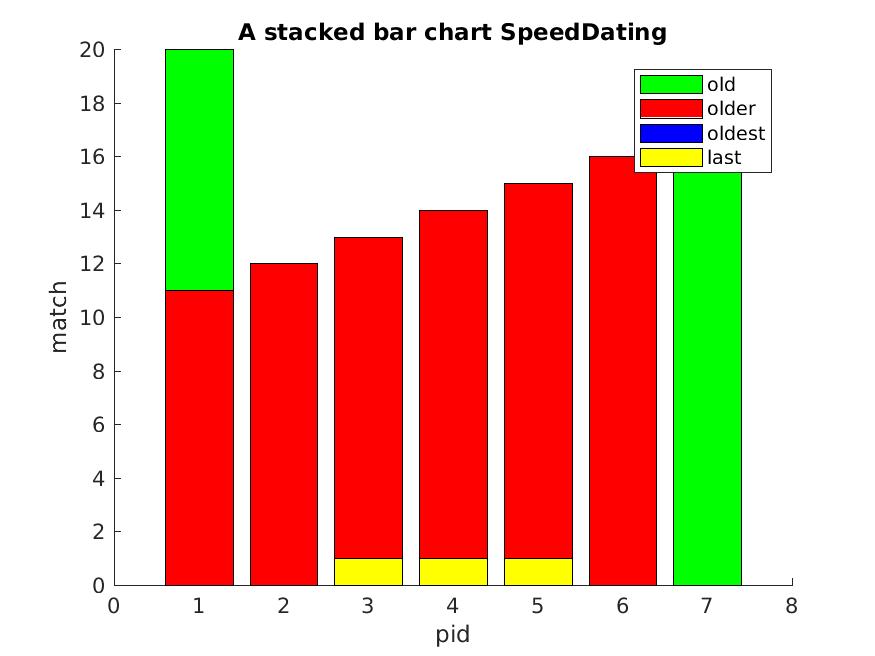 A stacked bar chart SpeedDating
20
18
16
14
12
10
8
6
4
2
0
match
old
older
oldest
last
0 1 2 3 4 5 6 7 8
pid